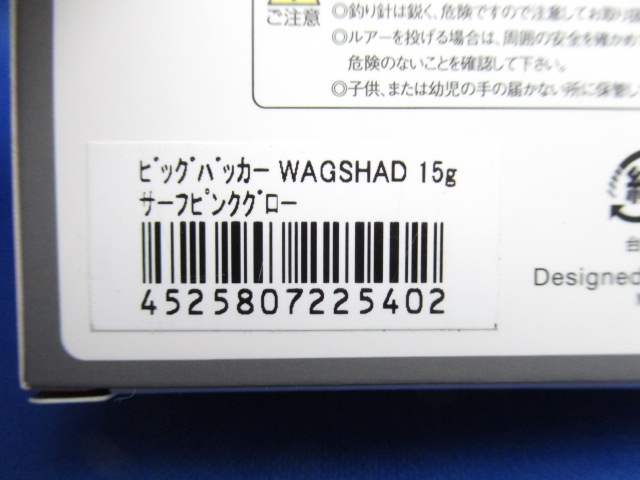 ご注意
◎釣り針は鋭く、危険ですので注意してお取り扱
◎ルアーを投げる場合は、周囲の安全を確かめ
危険のないことを確認して下さい。
◎子供、または幼児の手の届かない所に保管し
ﾋﾞｯｸﾞﾊﾞｯｶｰ WAGSHAD 15g
ｻｰﾌﾋﾟﾝｸｸﾞﾛｰ
4525807225402
紙
台
Designed